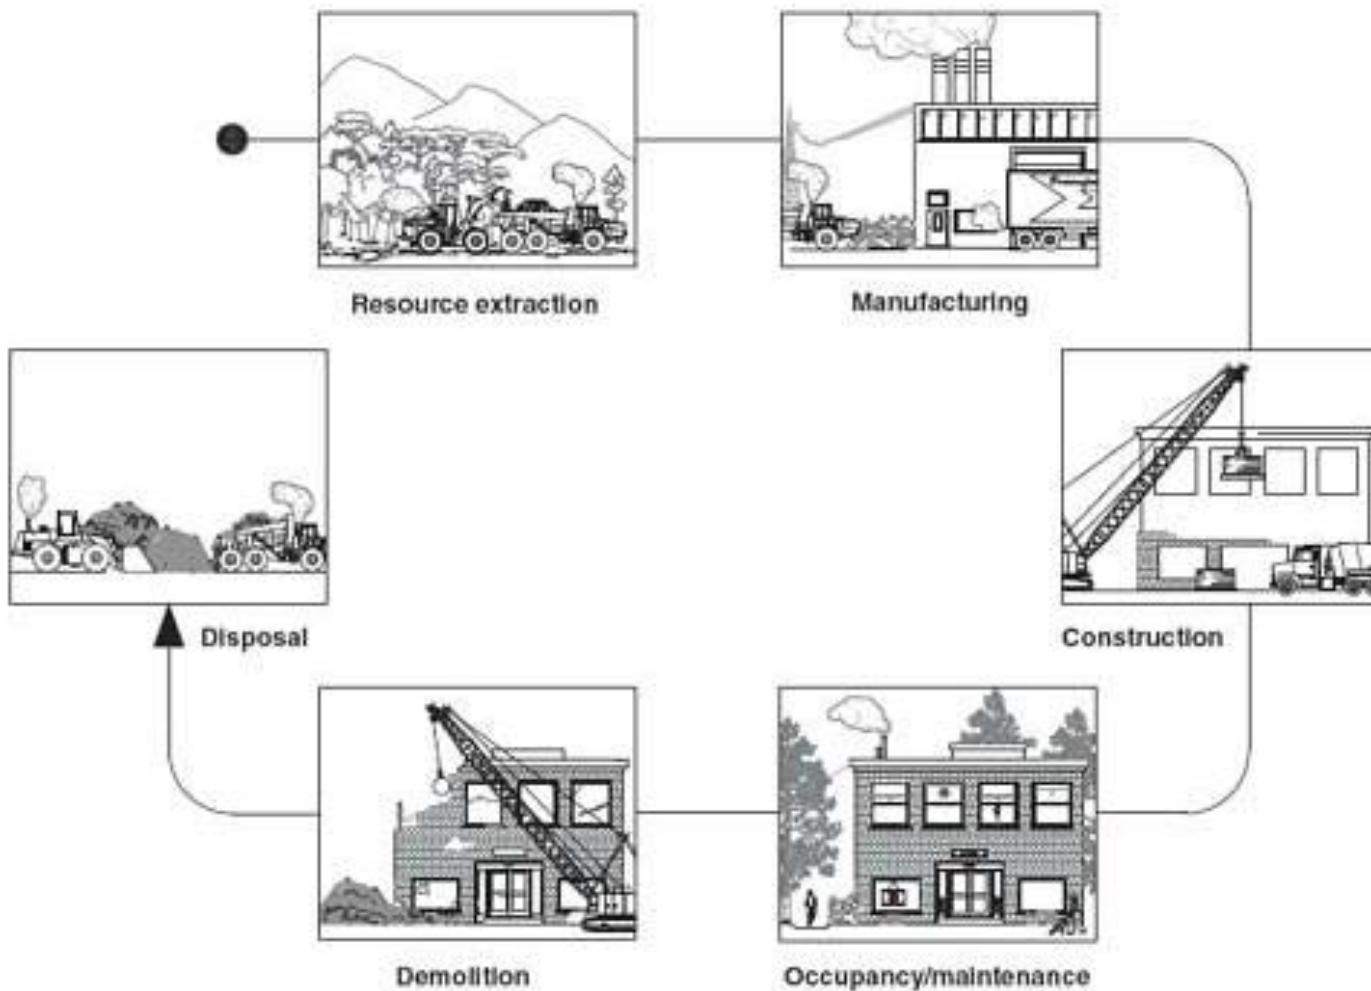 Resource extraction
Manufacturing
Construction
Occupancy/maintenance
Demolition
Disposal